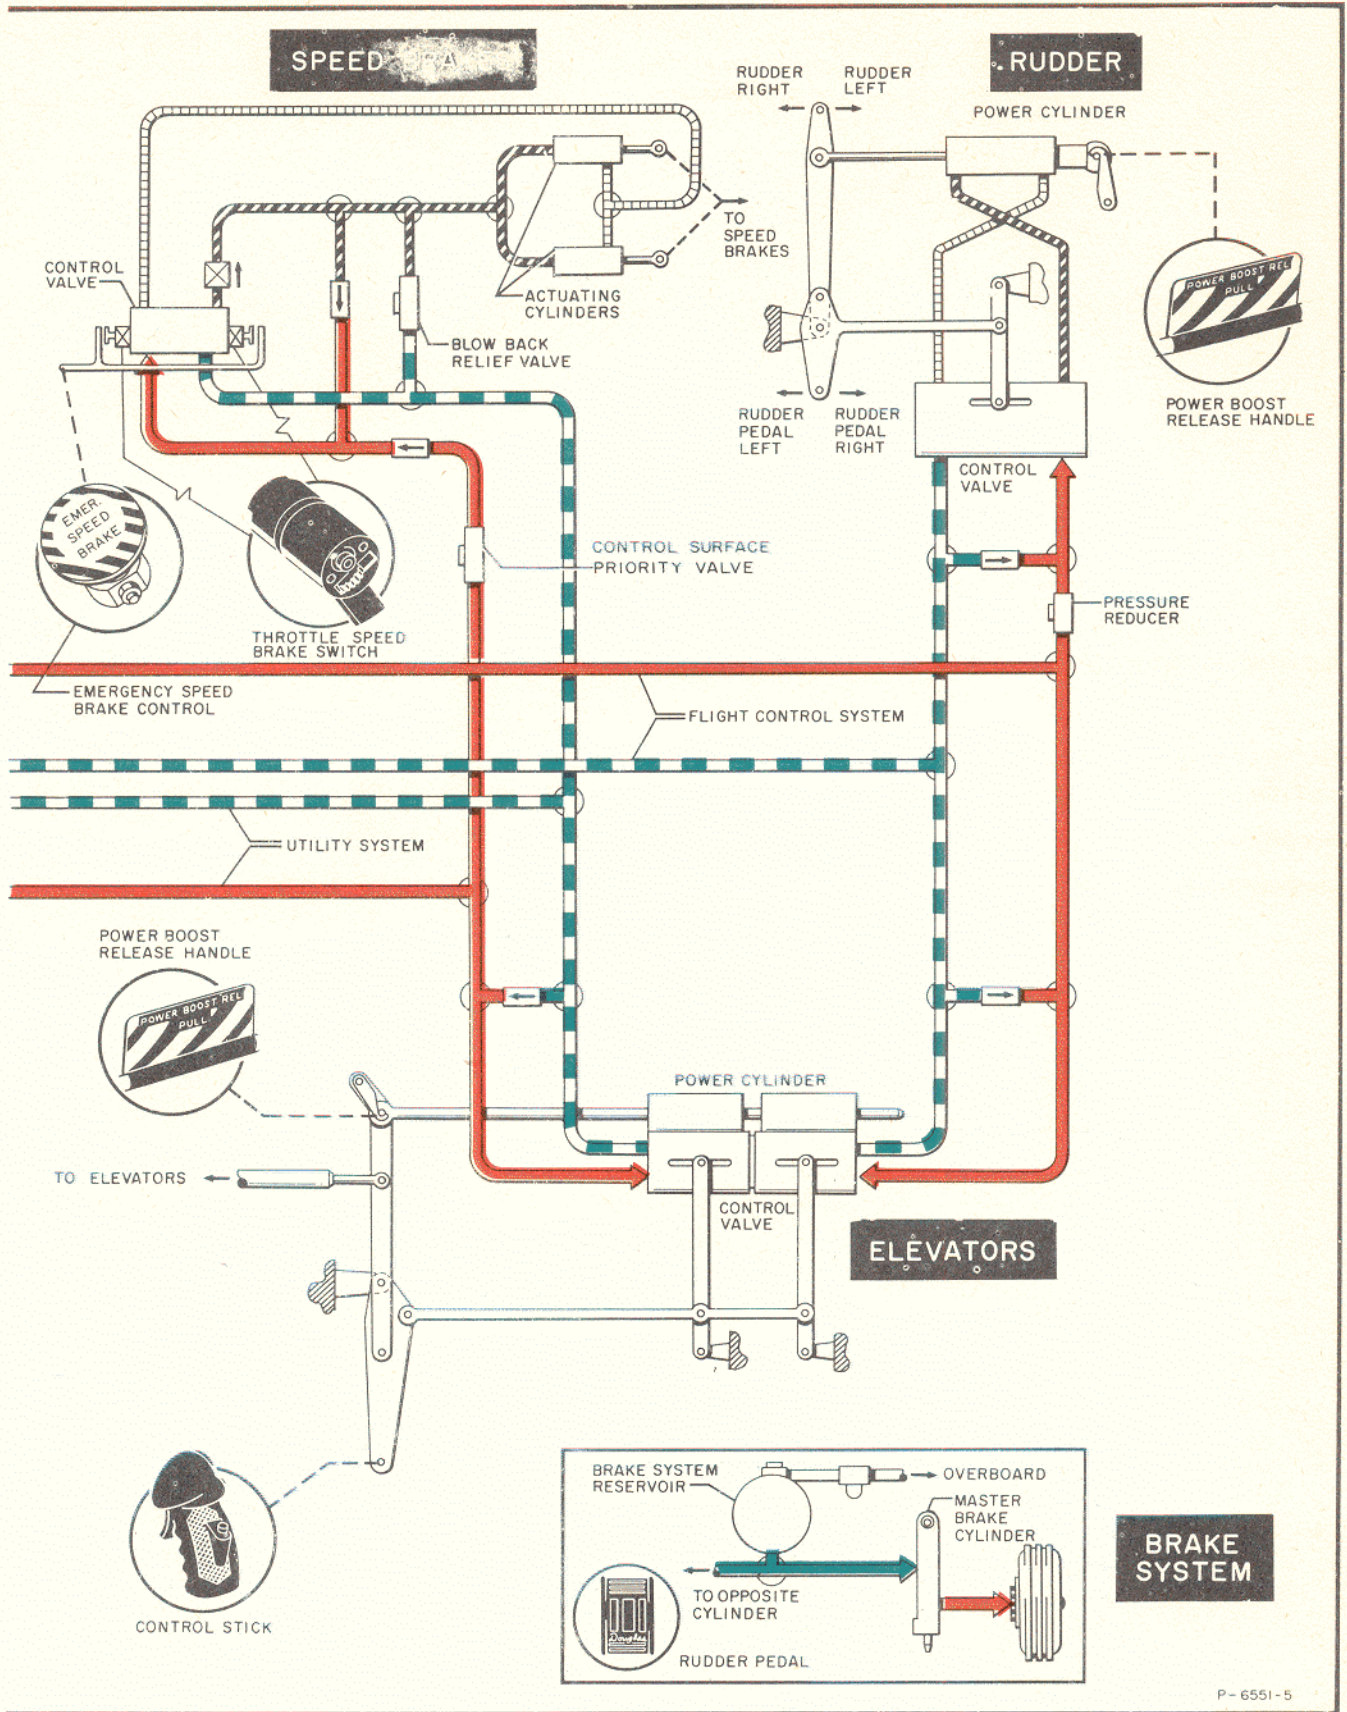 SPEED
RUDDER
RUDDER
RIGHT
RUDDER
LEFT
POWER CYLINDER
TO
SPEED
BRAKES
CONTROL
VALVE
ACTUATING
CYLINDERS
BLOW BACK
RELIEF VALVE
POWER BOOST REL
PULL
POWER BOOST
RELEASE HANDLE
RUDDER
PEDAL
LEFT
RUDDER
PEDAL
RIGHT
CONTROL
VALVE
EMER.
SPEED
BRAKE
CONTROL SURFACE
PRIORITY VALVE
PRESSURE
REDUCER
THROTTLE SPEED
BRAKE SWITCH
EMERGENCY SPEED
BRAKE CONTROL
FLIGHT CONTROL SYSTEM
UTILITY SYSTEM
POWER BOOST
RELEASE HANDLE
POWER BOOST REL
PULL
POWER CYLINDER
TO ELEVATORS
CONTROL
VALVE
ELEVATORS
CONTROL STICK
BRAKE SYSTEM
RESERVOIR
OVERBOARD
MASTER
BRAKE
CYLINDER
TO OPPOSITE
CYLINDER
Douglas
RUDDER PEDAL
BRAKE
SYSTEM
P-6551-5